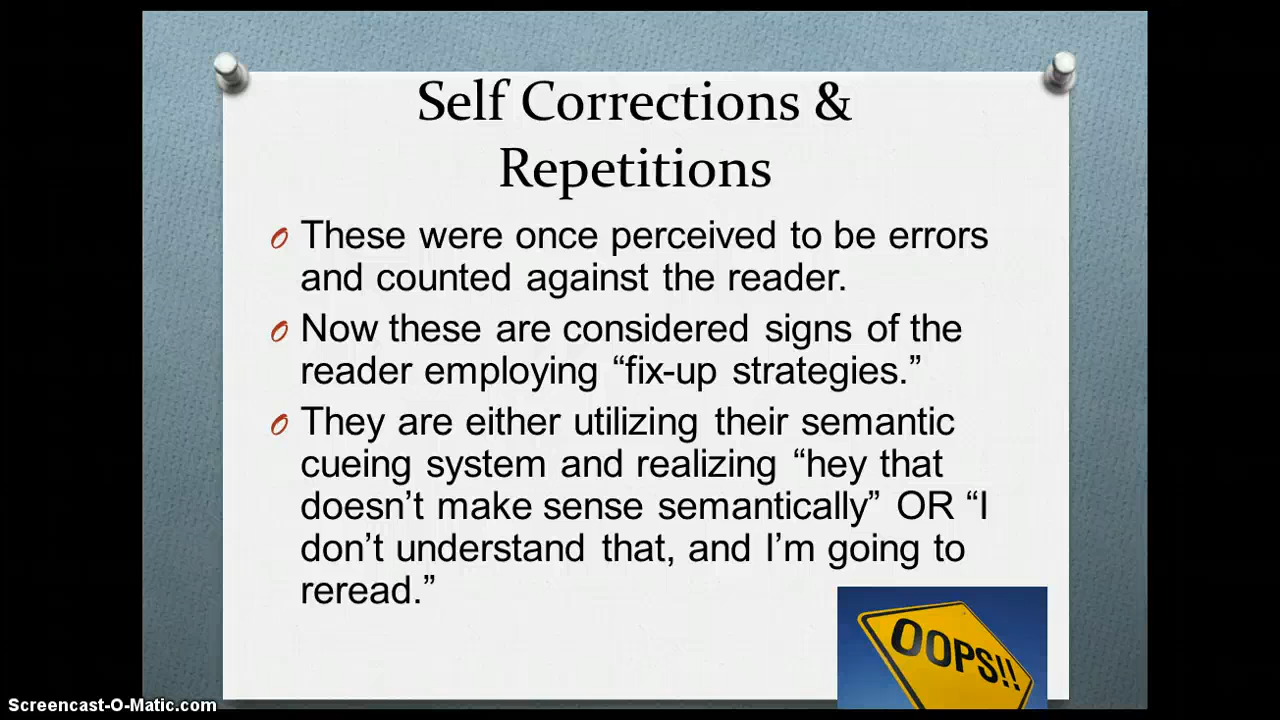 Self Corrections &
Repetitions
These were once perceived to be errors
and counted against the reader.
Now these are considered signs of the
reader employing “fix-up strategies.”
They are either utilizing their semantic
cueing system and realizing “hey that
doesn’t make sense semantically” OR “I
don’t understand that, and I’m going to
reread.”
OOPS!!
Screencast-O-Matic.com